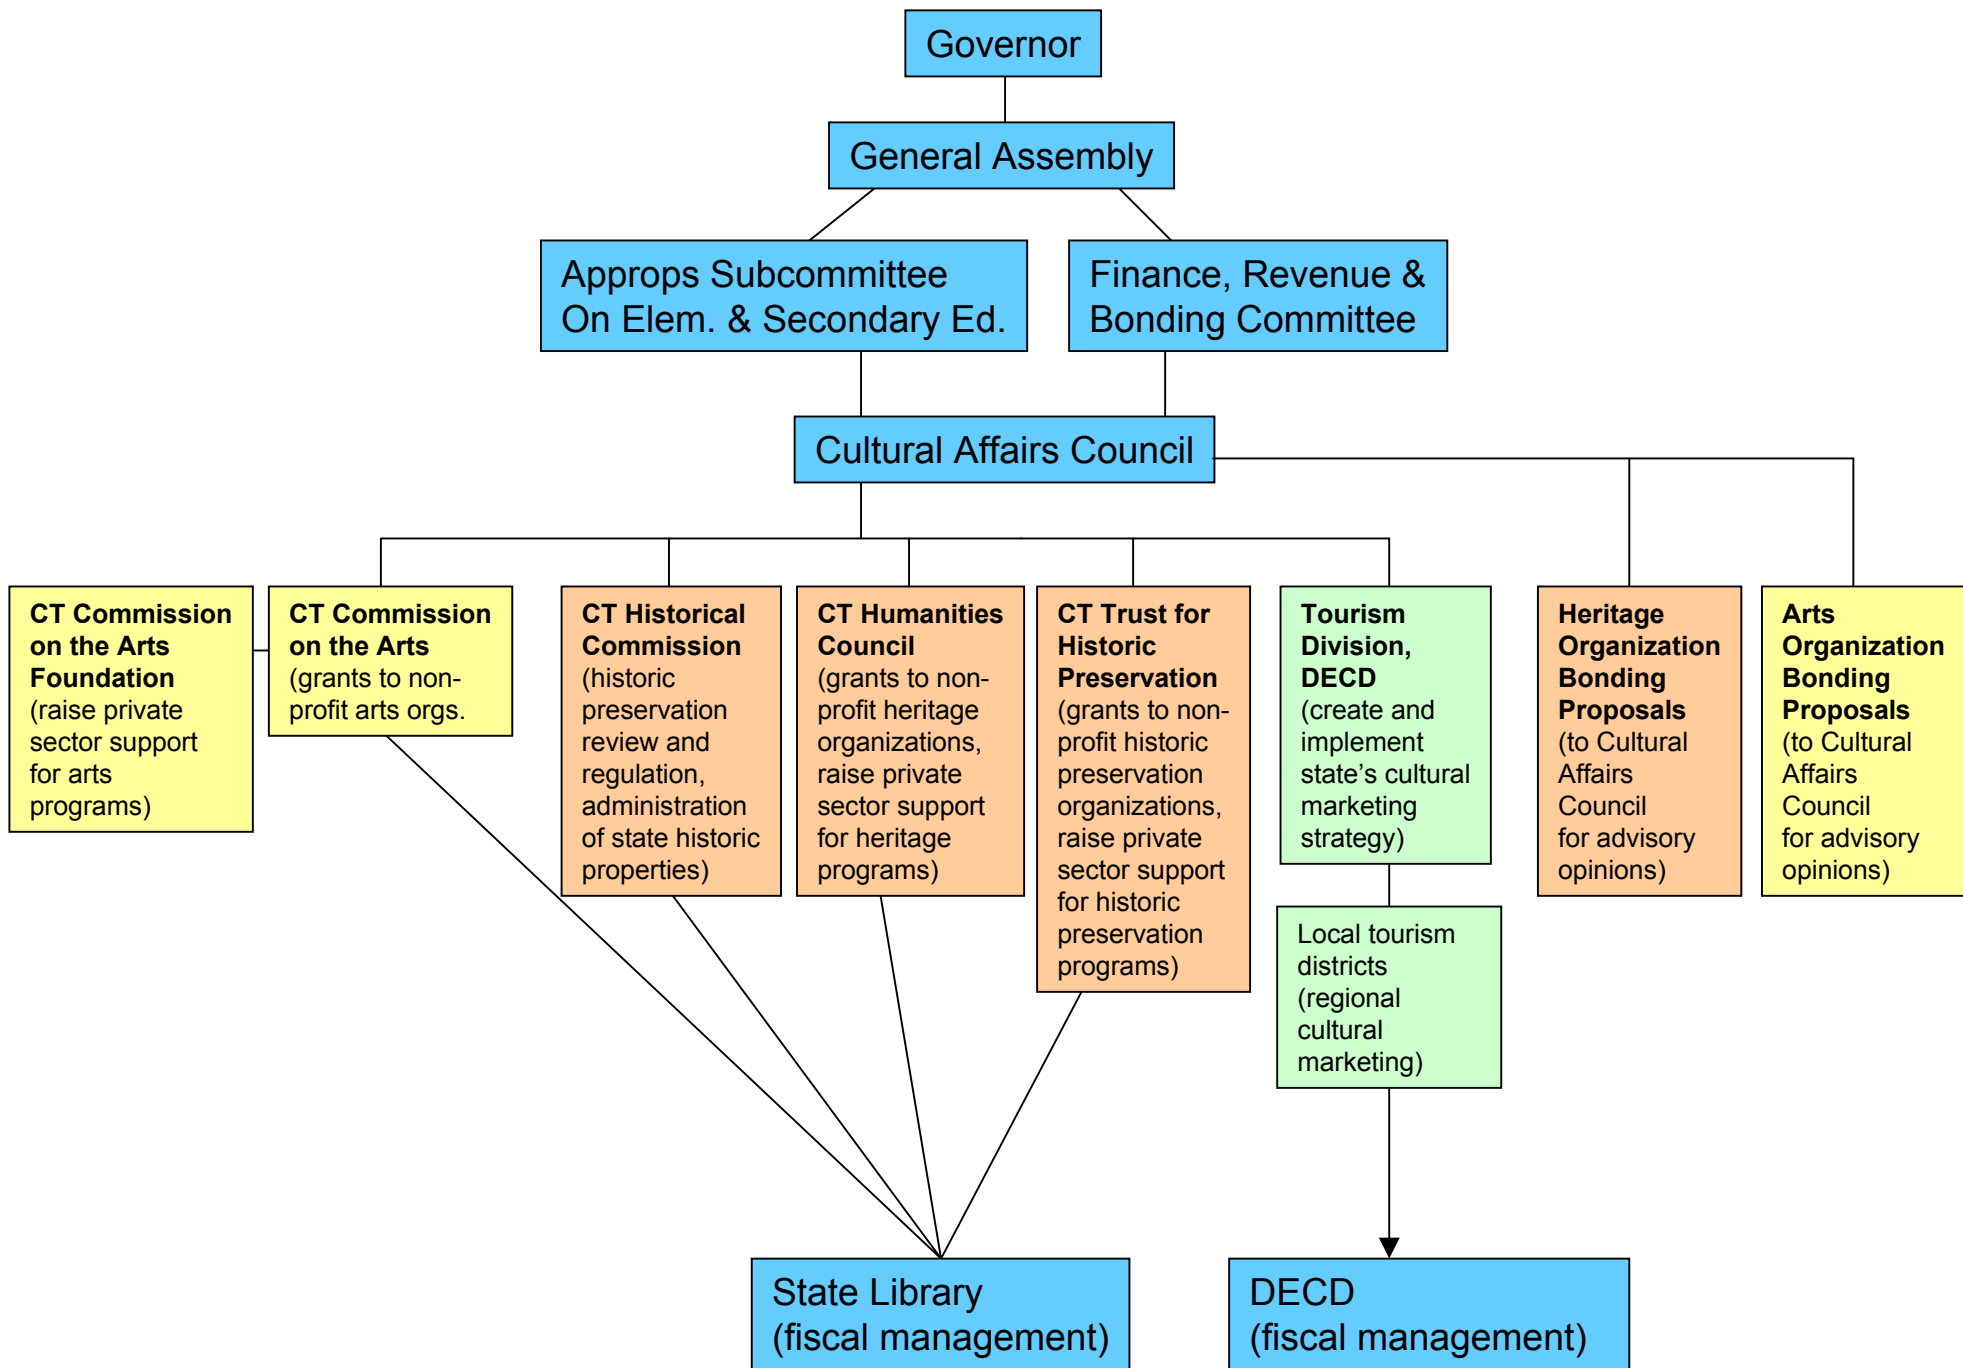 Governor
General Assembly
Approps Subcommittee
On Elem. & Secondary Ed.
Finance, Revenue &
Bonding Committee
Cultural Affairs Council
CT Commission
on the Arts
Foundation
(raise private
sector support
for arts
programs)
CT Commission
on the Arts
(grants to non-
profit arts orgs.
CT Historical
Commission
(historic
preservation
review and
regulation,
administration
of state historic
properties)
CT Humanities
Council
(grants to non-
profit heritage
organizations,
raise private
sector support
for heritage
programs)
CT Trust for
Historic
Preservation
(grants to non-
profit historic
preservation
organizations,
raise private
sector support
for historic
preservation
programs)
Tourism
Division,
DECD
(create and
implement
state’s cultural
marketing
strategy)
Heritage
Organization
Bonding
Proposals
(to Cultural
Affairs
Council
for advisory
opinions)
Arts
Organization
Bonding
Proposals
(to Cultural
Affairs
Council
for advisory
opinions)
Local tourism
districts
(regional
cultural
marketing)
State Library
(fiscal management)
DECD
(fiscal management)